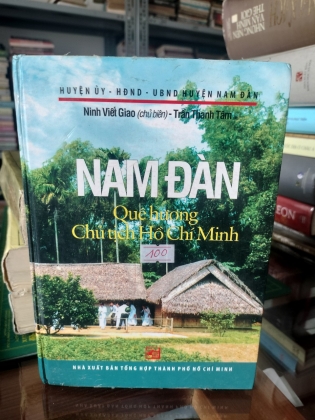 HUYỆN ỦY - HĐND - UBND HUYỆN NAM ĐÀN
Ninh Viết Giao (chủ biên) - Trần Thanh Tâm
NAM ĐÀN
Quê hương
Chủ tịch Hồ Chí Minh
100
NHÀ XUẤT BẢN TỔNG HỢP THÀNH PHỐ HỒ CHÍ MINH